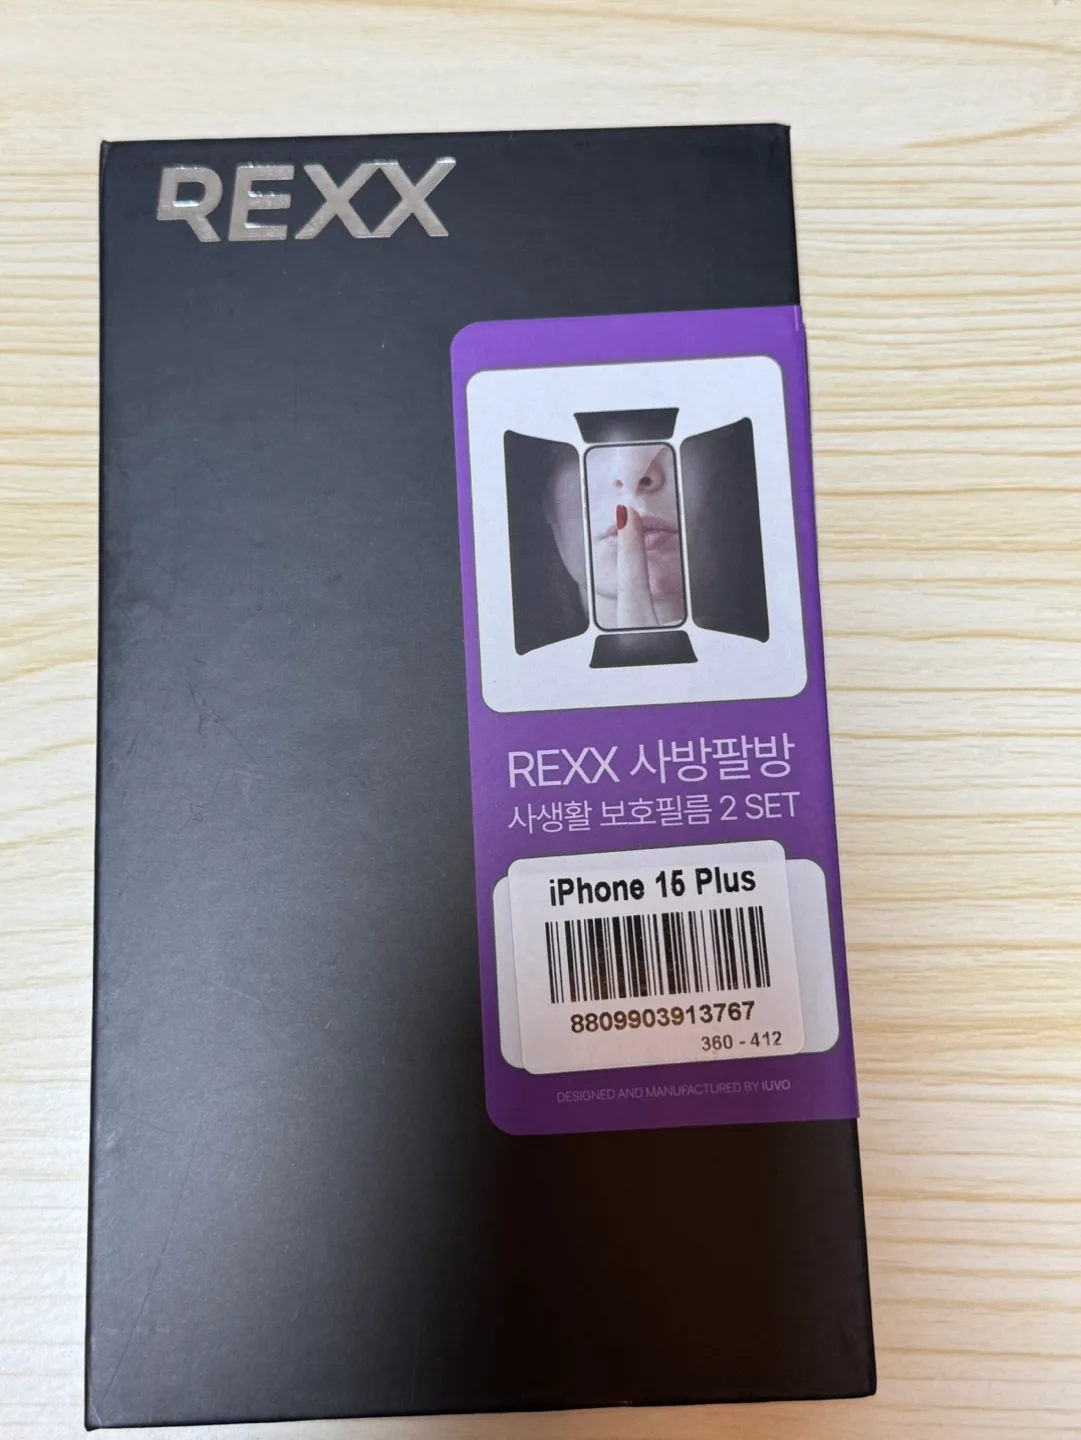 REXX
REXX 사방팔방
사생활 보호필름 2 SET
iPhone 15 Plus
8809903913767
360 - 412
DESIGNED AND MANUFACTURED BY IUVO